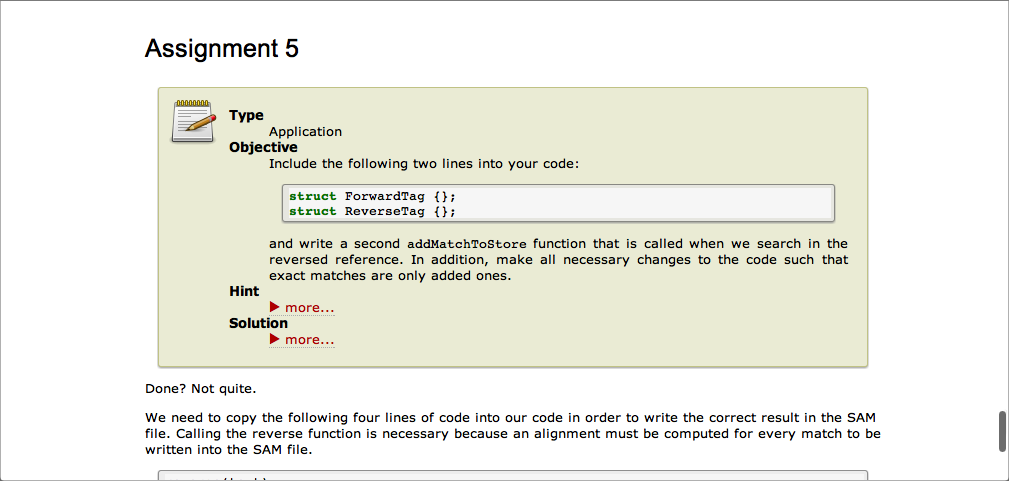 Assignment 5
Type
Application
Objective
Include the following two lines into your code:
struct ForwardTag {};
struct ReverseTag {};
and write a second addMatchToStore function that is called when we search in the
reversed reference. In addition, make all necessary changes to the code such that
exact matches are only added ones.
Hint
more...
Solution
more...
Done? Not quite.
We need to copy the following four lines of code into our code in order to write the correct result in the SAM
file. Calling the reverse function is necessary because an alignment must be computed for every match to be
written into the SAM file.